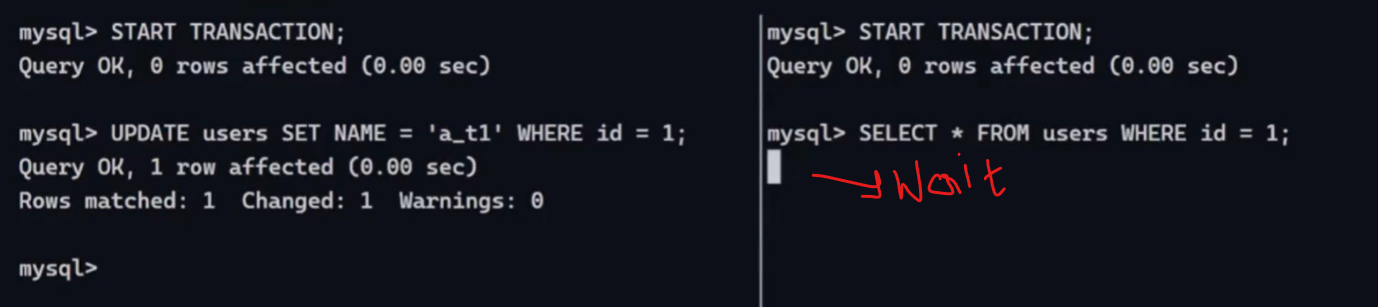 mysql> START TRANSACTION;
Query OK, 0 rows affected (0.00 sec)
mysql> UPDATE users SET NAME = 'a_t1' WHERE id = 1;
Query OK, 1 row affected (0.00 sec)
Rows matched: 1  Changed: 1  Warnings: 0
mysql>
mysql> START TRANSACTION;
Query OK, 0 rows affected (0.00 sec)
mysql> SELECT * FROM users WHERE id = 1;
Wait